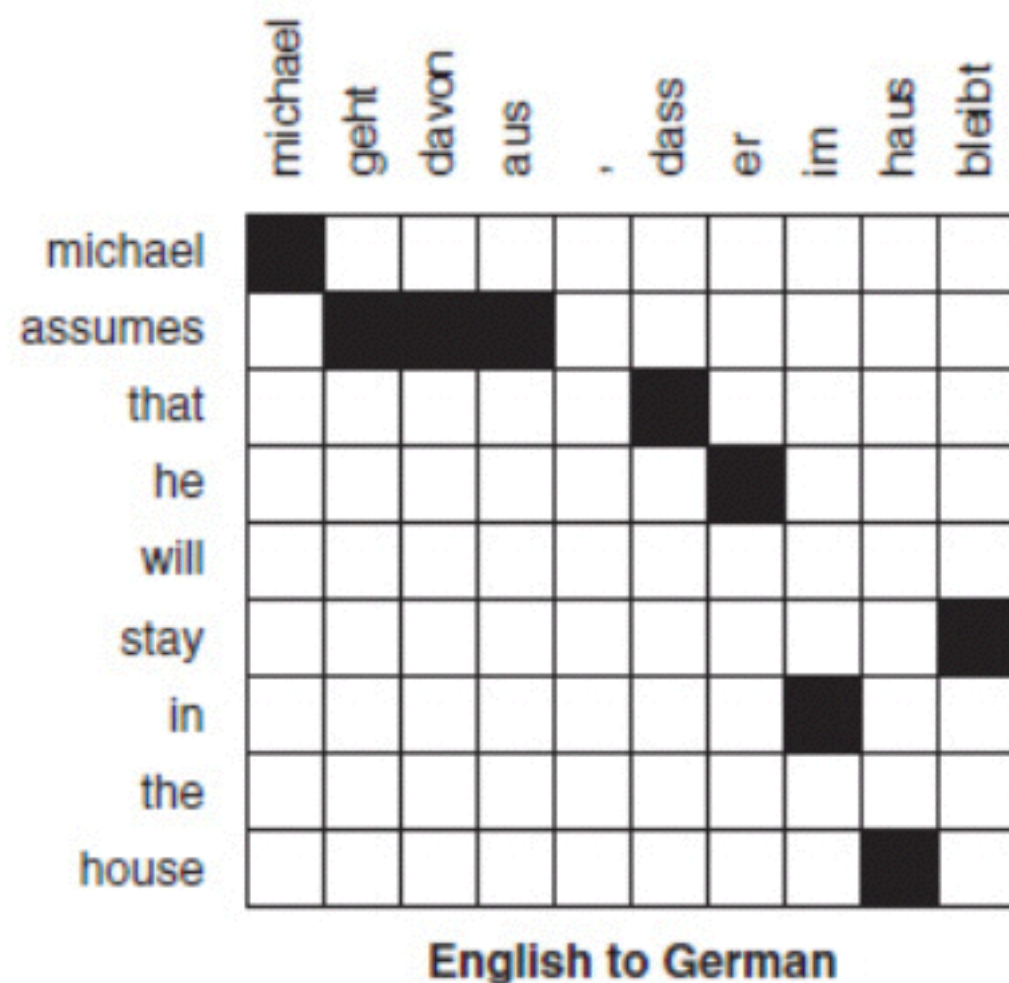 michael geht davon aus , dass er im haus bleibt
michael
assumes
that
he
will
stay
in
the
house
English to German